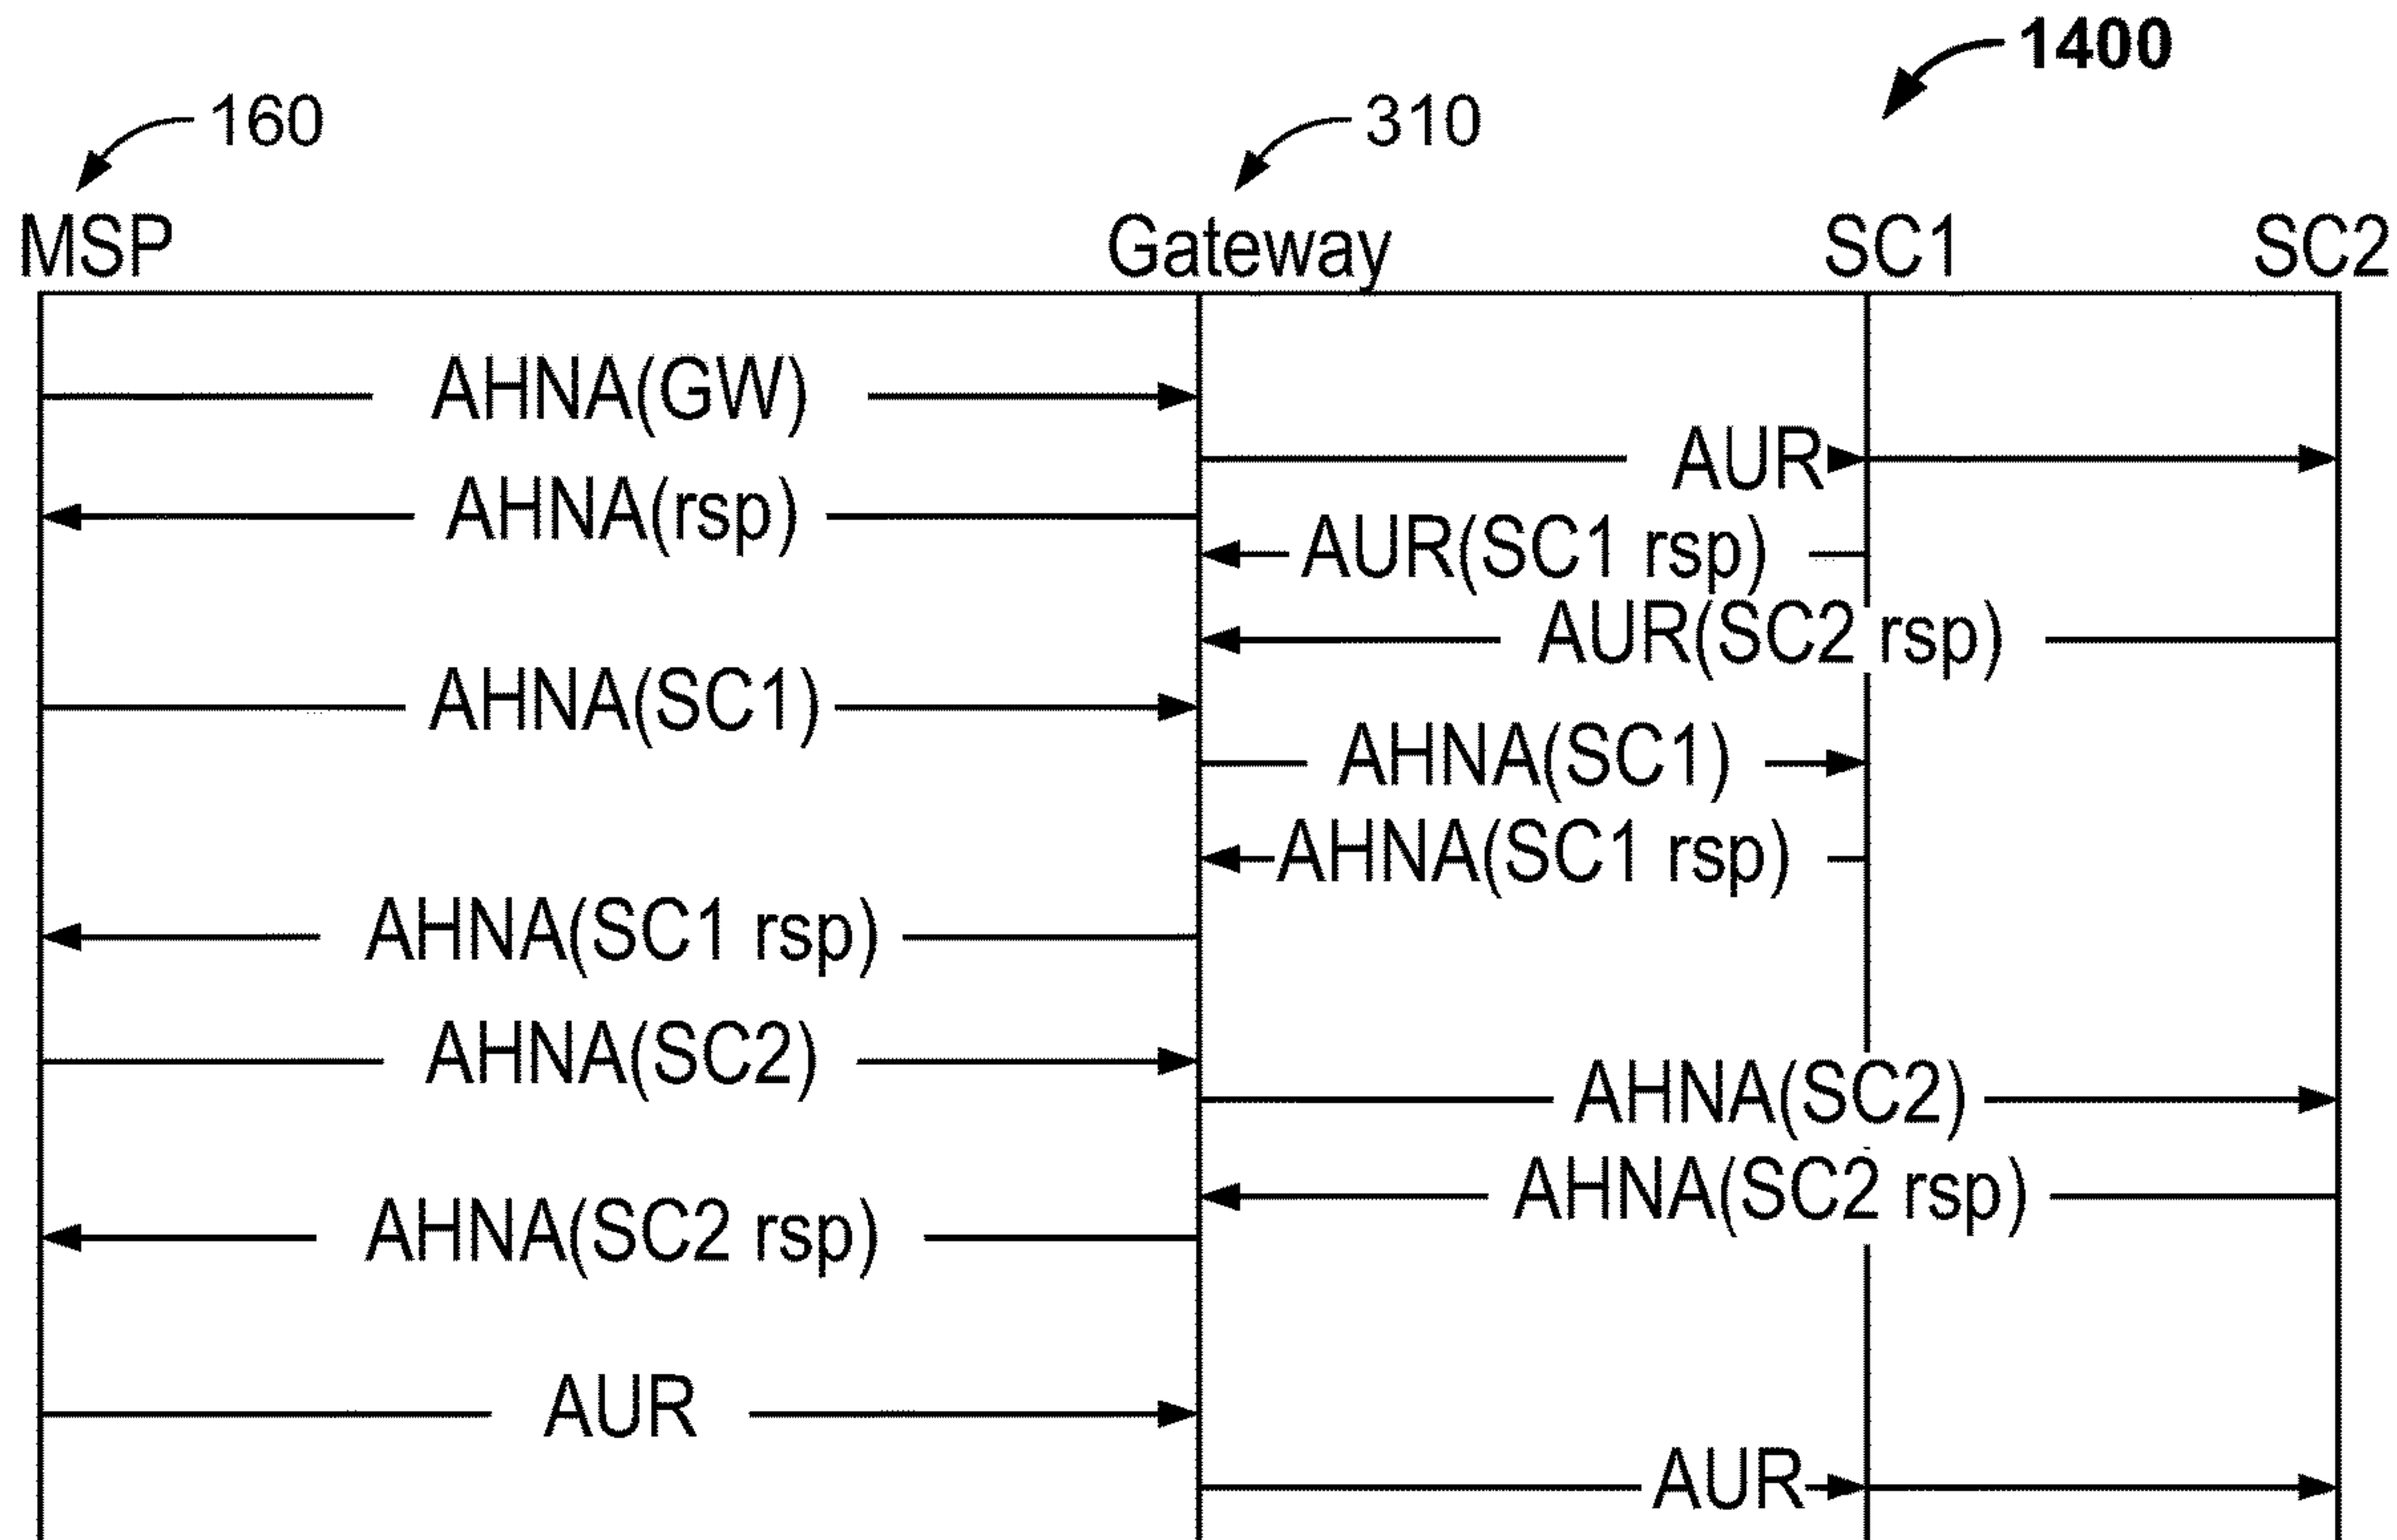 1400
160
310
MSP
Gateway
SC1
SC2
AHNA(GW)
AUR
AHNA(rsp)
AUR(SC1 rsp)
AUR(SC2 rsp)
AHNA(SC1)
AHNA(SC1)
AHNA(SC1 rsp)
AHNA(SC1 rsp)
AHNA(SC2)
AHNA(SC2)
AHNA(SC2 rsp)
AHNA(SC2 rsp)
AUR
AUR